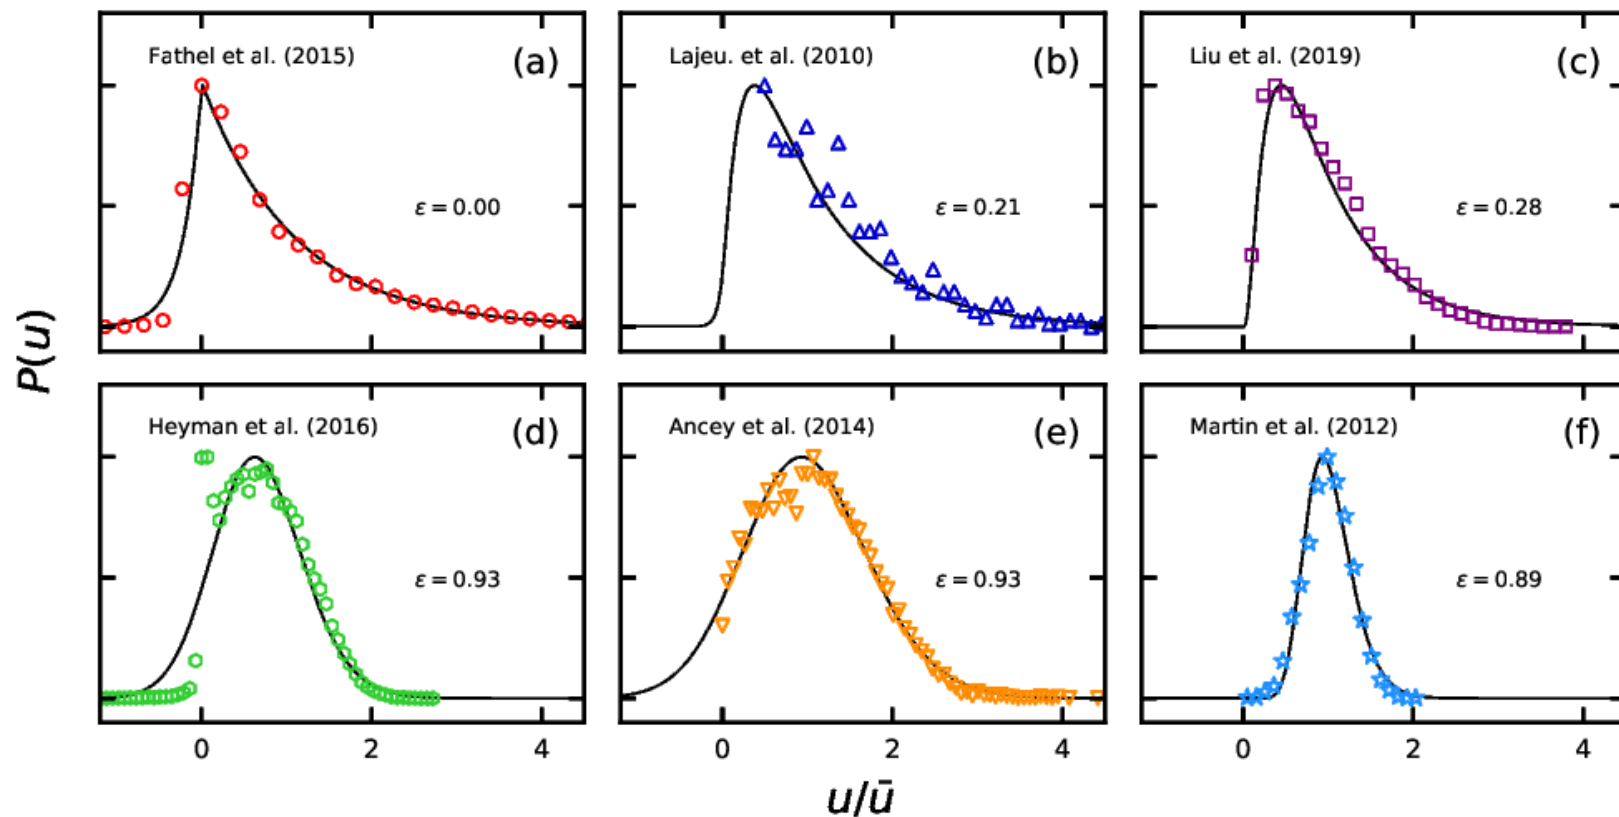 Fathel et al. (2015)
(a)
ε = 0.00
Lajeu. et al. (2010)
(b)
ε = 0.21
Liu et al. (2019)
(c)
ε = 0.28
P(u)
Heyman et al. (2016)
(d)
ε = 0.93
Ancey et al. (2014)
(e)
ε = 0.93
Martin et al. (2012)
(f)
ε = 0.89
0 2 4
0 2 4
0 2 4
u/ū